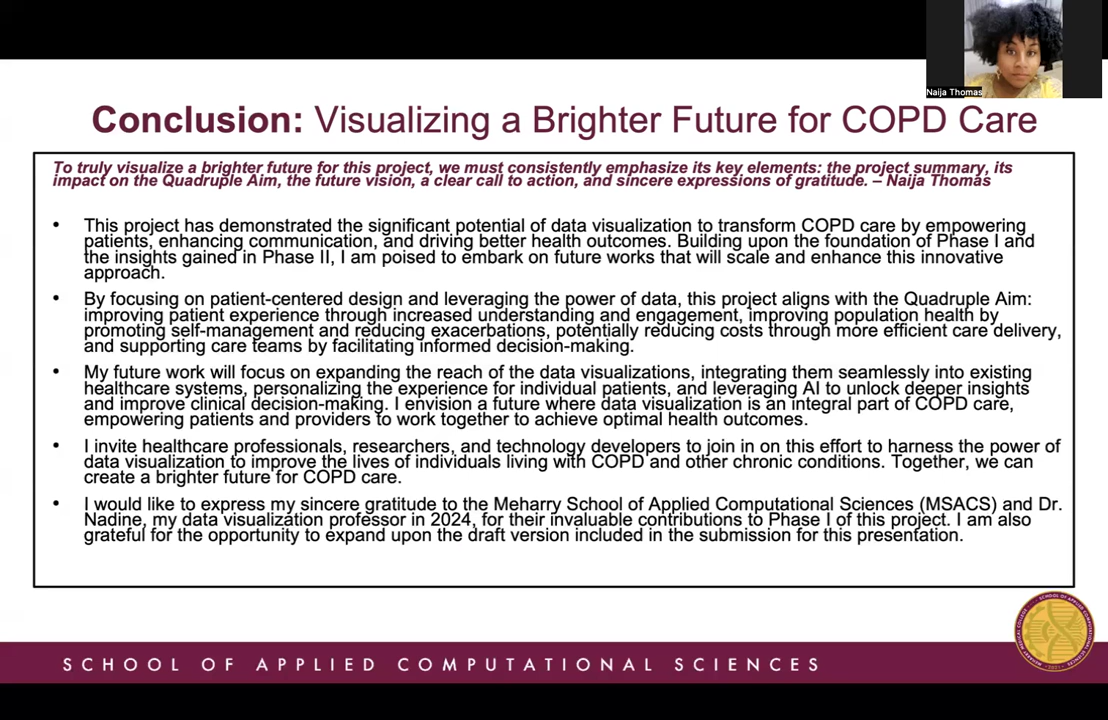 Naija Thomas
Conclusion: Visualizing a Brighter Future for COPD Care
To truly visualize a brighter future for this project, we must consistently emphasize its key elements: the project summary, its
impact on the Quadruple Aim, the future vision, a clear call to action, and sincere expressions of gratitude. – Naija Thomas
• This project has demonstrated the significant potential of data visualization to transform COPD care by empowering
patients, enhancing communication, and driving better health outcomes. Building upon the foundation of Phase I and
the insights gained in Phase II, I am poised to embark on future works that will scale and enhance this innovative
approach.
• By focusing on patient-centered design and leveraging the power of data, this project aligns with the Quadruple Aim:
improving patient experience through increased understanding and engagement, improving population health by
promoting self-management and reducing exacerbations, potentially reducing costs through more efficient care delivery,
and supporting care teams by facilitating informed decision-making.
• My future work will focus on expanding the reach of the data visualizations, integrating them seamlessly into existing
healthcare systems, personalizing the experience for individual patients, and leveraging AI to unlock deeper insights
and improve clinical decision-making. I envision a future where data visualization is an integral part of COPD care,
empowering patients and providers to work together to achieve optimal health outcomes.
• I invite healthcare professionals, researchers, and technology developers to join in on this effort to harness the power of
data visualization to improve the lives of individuals living with COPD and other chronic conditions. Together, we can
create a brighter future for COPD care.
• I would like to express my sincere gratitude to the Meharry School of Applied Computational Sciences (MSACS) and Dr.
Nadine, my data visualization professor in 2024, for their invaluable contributions to Phase I of this project. I am also
grateful for the opportunity to expand upon the draft version included in the submission for this presentation.
SCHOOL OF APPLIED COMPUTATIONAL SCIENCES